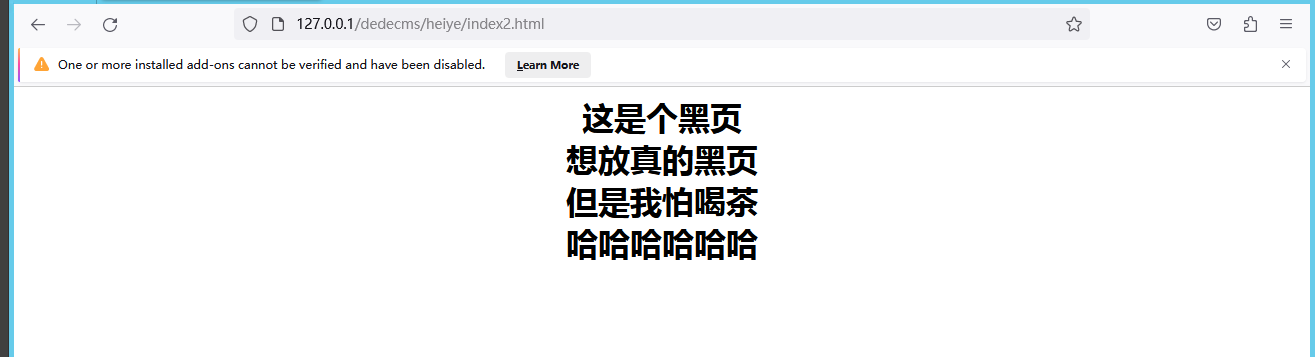 127.0.0.1/dedecms/heiye/index2.html
One or more installed add-ons cannot be verified and have been disabled. Learn More
这是个黑页
想放真的黑页
但是我怕喝茶
哈哈哈哈哈哈